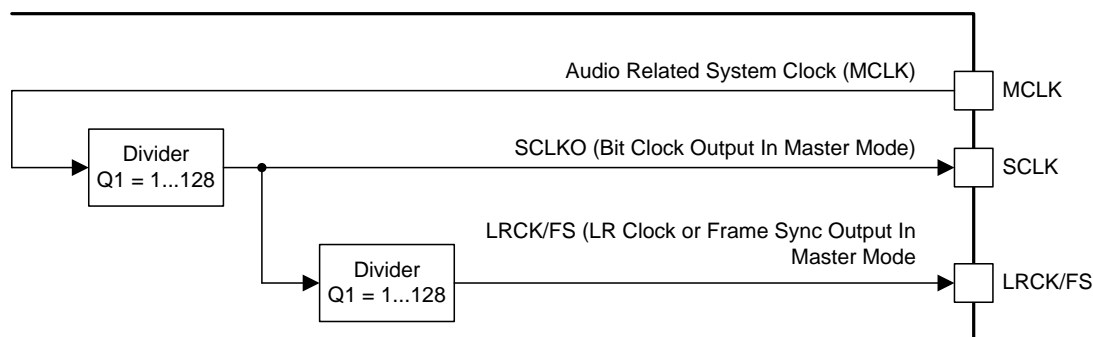 Audio Related System Clock (MCLK)
MCLK
Divider
Q1 = 1...128
SCLKO (Bit Clock Output In Master Mode)
SCLK
LRCK/FS (LR Clock or Frame Sync Output In
Master Mode
Divider
Q1 = 1...128
LRCK/FS